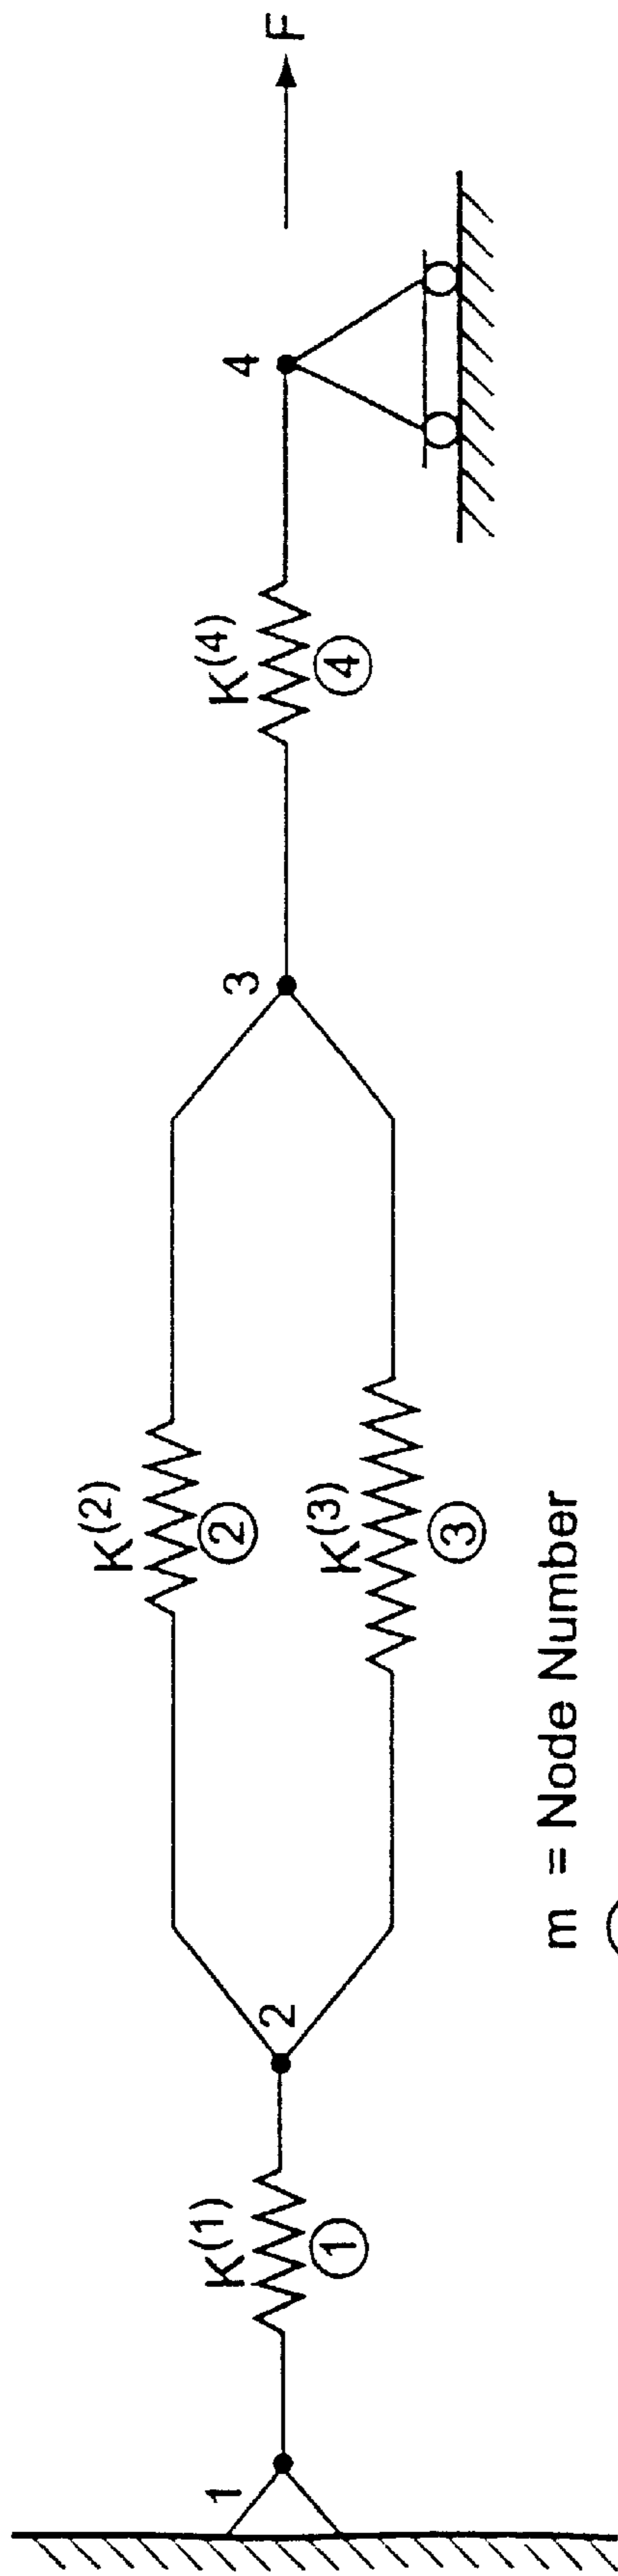 K^(2)
②
1
K^(1)
①
2
3
K^(4)
④
4
F
K^(3)
③
m = Node Number